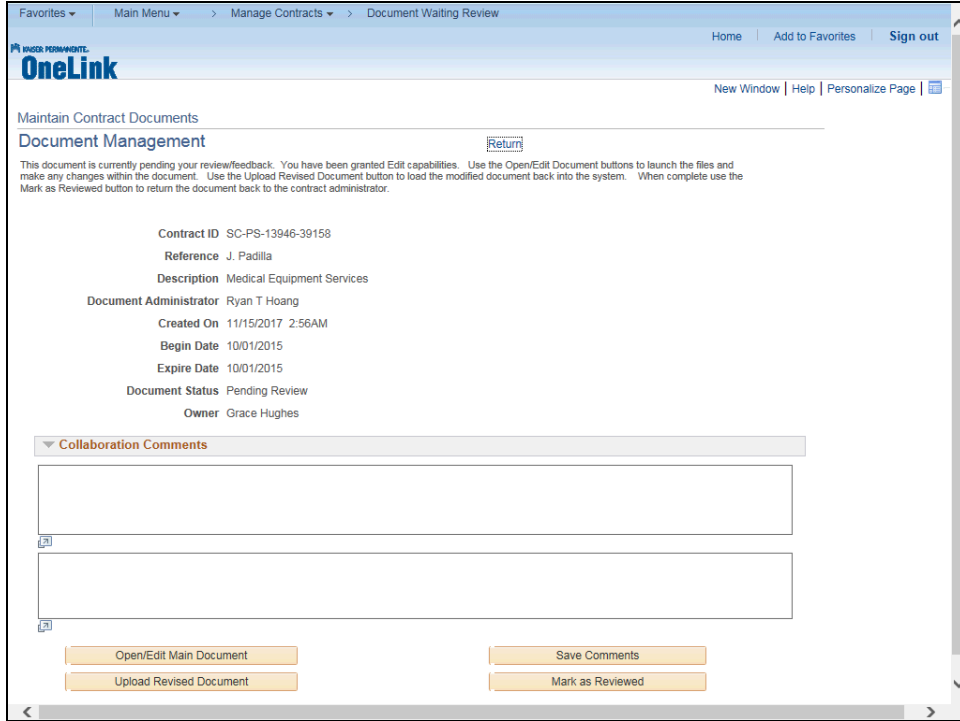 Favorites Main Menu > Manage Contracts > Document Waiting Review
Home Add to Favorites Sign out
KAISER PERMANENTE.
OneLink
New Window | Help | Personalize Page |
Maintain Contract Documents
Document Management Return
This document is currently pending your review/feedback. You have been granted Edit capabilities. Use the Open/Edit Document buttons to launch the files and
make any changes within the document. Use the Upload Revised Document button to load the modified document back into the system. When complete use the
Mark as Reviewed button to return the document back to the contract administrator.
Contract ID SC-PS-13946-39158
Reference J. Padilla
Description Medical Equipment Services
Document Administrator Ryan T Hoang
Created On 11/15/2017 2:56AM
Begin Date 10/01/2015
Expire Date 10/01/2015
Document Status Pending Review
Owner Grace Hughes
Collaboration Comments
Open/Edit Main Document Save Comments
Upload Revised Document Mark as Reviewed